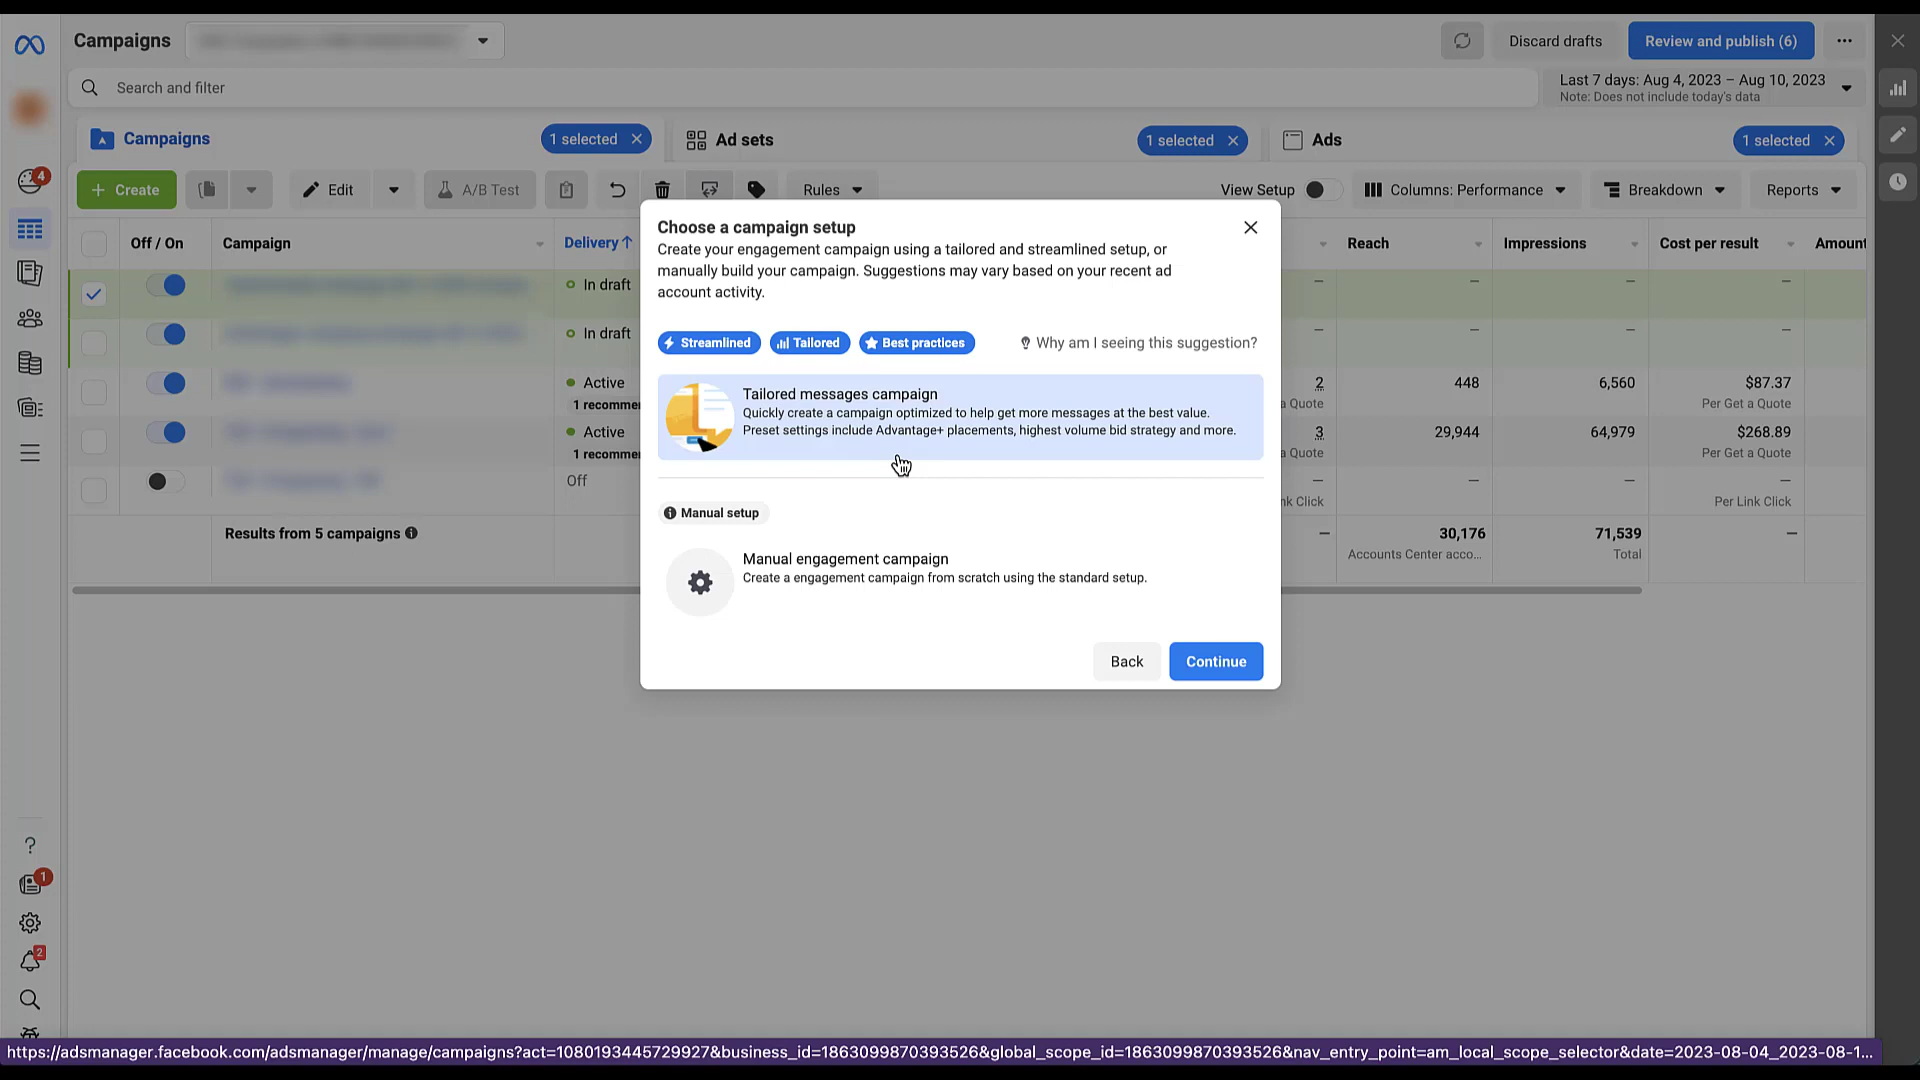 Campaigns
Discard drafts
Review and publish (6)
Search and filter
Last 7 days: Aug 4, 2023 – Aug 10, 2023
Note: Does not include today's data
Campaigns
1 selected
Ad sets
1 selected
Ads
1 selected
4
+ Create
Edit
A/B Test
Rules
View Setup
Columns: Performance
Breakdown
Reports
Off / On
Campaign
Delivery ↑
Reach
Impressions
Cost per result
Amount
In draft
— — — —
In draft
— — — —
Active
2
448
6,560
$87.37
1 recommen
a Quote
Per Get a Quote
Active
3
29,944
64,979
$268.89
1 recommen
a Quote
Per Get a Quote
Off
— — — —
nk Click
Per Link Click
Results from 5 campaigns
—
30,176
71,539
—
Accounts Center acco...
Total
Choose a campaign setup
Create your engagement campaign using a tailored and streamlined setup, or
manually build your campaign. Suggestions may vary based on your recent ad
account activity.
Streamlined
Tailored
Best practices
Why am I seeing this suggestion?
Tailored messages campaign
Quickly create a campaign optimized to help get more messages at the best value.
Preset settings include Advantage+ placements, highest volume bid strategy and more.
Manual setup
Manual engagement campaign
Create a engagement campaign from scratch using the standard setup.
Back
Continue
?
1
2
https://adsmanager.facebook.com/adsmanager/manage/campaigns?act=1080193445729927&business_id=1863099870393526&global_scope_id=1863099870393526&nav_entry_point=am_local_scope_selector&date=2023-08-04_2023-08-1...